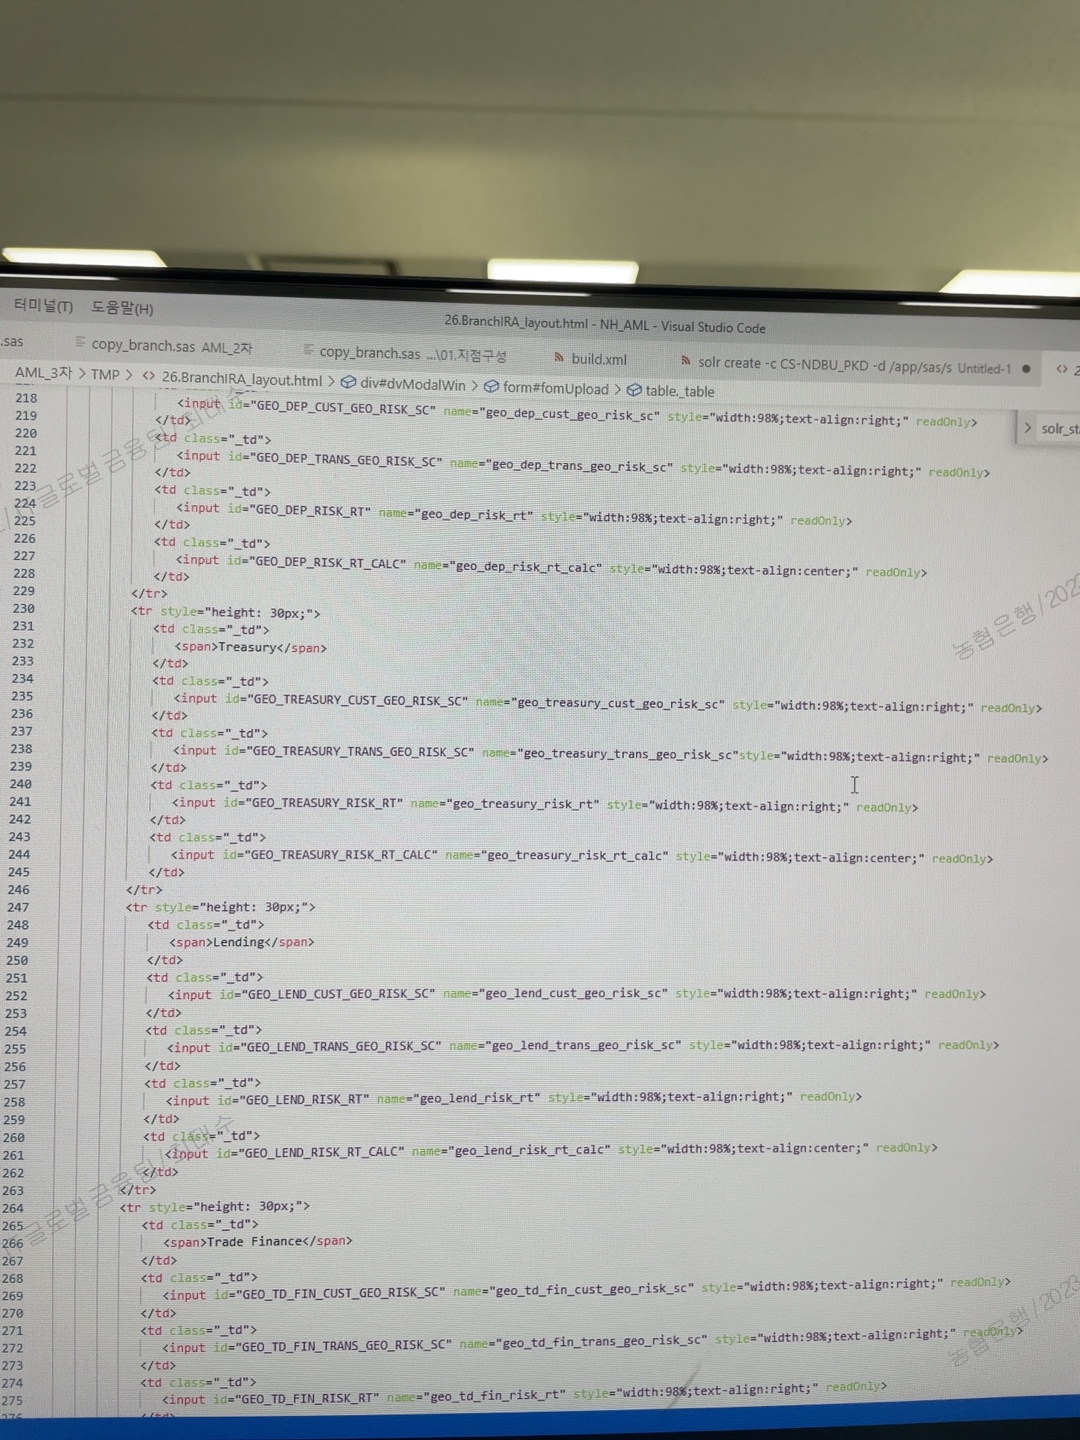 터미널(T) 도움말(H)
26.BranchIRA_layout.html - NH_AML - Visual Studio Code
.sas copy_branch.sas AML_2차 copy_branch.sas ...\01.지점구성 build.xml solr create -c CS-NDBU_PKD -d /app/sas/s Untitled-1 ●
AML_3차 > TMP > <> 26.BranchIRA_layout.html > div#dvModalWin > form#fomUpload > table._table
> solr_st
218 <input id="GEO_DEP_CUST_GEO_RISK_SC" name="geo_dep_cust_geo_risk_sc" style="width:98%;text-align:right;" readOnly>
219 </td>
220 <td class="_td">
221 <input id="GEO_DEP_TRANS_GEO_RISK_SC" name="geo_dep_trans_geo_risk_sc" style="width:98%;text-align:right;" readOnly>
222 </td>
223 <td class="_td">
224 <input id="GEO_DEP_RISK_RT" name="geo_dep_risk_rt" style="width:98%;text-align:right;" readOnly>
225 </td>
226 <td class="_td">
227 <input id="GEO_DEP_RISK_RT_CALC" name="geo_dep_risk_rt_calc" style="width:98%;text-align:center;" readOnly>
228 </td>
229 </tr>
230 <tr style="height: 30px;">
231 <td class="_td">
232 <span>Treasury</span>
233 </td>
234 <td class="_td">
235 <input id="GEO_TREASURY_CUST_GEO_RISK_SC" name="geo_treasury_cust_geo_risk_sc" style="width:98%;text-align:right;" readOnly>
236 </td>
237 <td class="_td">
238 <input id="GEO_TREASURY_TRANS_GEO_RISK_SC" name="geo_treasury_trans_geo_risk_sc"style="width:98%;text-align:right;" readOnly>
239 </td>
240 <td class="_td">
241 <input id="GEO_TREASURY_RISK_RT" name="geo_treasury_risk_rt" style="width:98%;text-align:right;" readOnly>
242 </td>
243 <td class="_td">
244 <input id="GEO_TREASURY_RISK_RT_CALC" name="geo_treasury_risk_rt_calc" style="width:98%;text-align:center;" readOnly>
245 </td>
246 </tr>
247 <tr style="height: 30px;">
248 <td class="_td">
249 <span>Lending</span>
250 </td>
251 <td class="_td">
252 <input id="GEO_LEND_CUST_GEO_RISK_SC" name="geo_lend_cust_geo_risk_sc" style="width:98%;text-align:right;" readOnly>
253 </td>
254 <td class="_td">
255 <input id="GEO_LEND_TRANS_GEO_RISK_SC" name="geo_lend_trans_geo_risk_sc" style="width:98%;text-align:right;" readOnly>
256 </td>
257 <td class="_td">
258 <input id="GEO_LEND_RISK_RT" name="geo_lend_risk_rt" style="width:98%;text-align:right;" readOnly>
259 </td>
260 <td class="_td">
261 <input id="GEO_LEND_RISK_RT_CALC" name="geo_lend_risk_rt_calc" style="width:98%;text-align:center;" readOnly>
262 </td>
263 </tr>
264 <tr style="height: 30px;">
265 <td class="_td">
266 <span>Trade Finance</span>
267 </td>
268 <td class="_td">
269 <input id="GEO_TD_FIN_CUST_GEO_RISK_SC" name="geo_td_fin_cust_geo_risk_sc" style="width:98%;text-align:right;" readOnly>
270 </td>
271 <td class="_td">
272 <input id="GEO_TD_FIN_TRANS_GEO_RISK_SC" name="geo_td_fin_trans_geo_risk_sc" style="width:98%;text-align:right;" readOnly>
273 </td>
274 <td class="_td">
275 <input id="GEO_TD_FIN_RISK_RT" name="geo_td_fin_risk_rt" style="width:98%;text-align:right;" readOnly>
농협은행/202
농협은행/2023